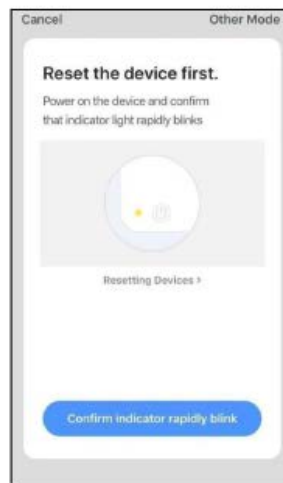 Cancel Other Mode
Reset the device first.
Power on the device and confirm
that indicator light rapidly blinks
Resetting Devices >
Confirm indicator rapidly blink